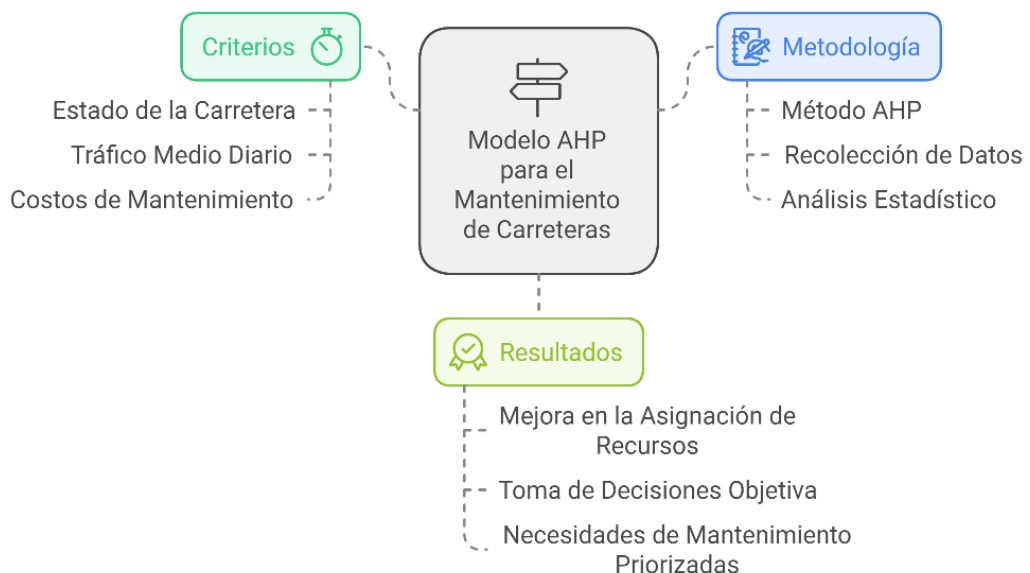 Criterios
Estado de la Carretera
Tráfico Medio Diario
Costos de Mantenimiento
Modelo AHP
para el
Mantenimiento
de Carreteras
Metodología
Método AHP
Recolección de Datos
Análisis Estadístico
Resultados
Mejora en la Asignación de
Recursos
Toma de Decisiones Objetiva
Necesidades de Mantenimiento
Priorizadas